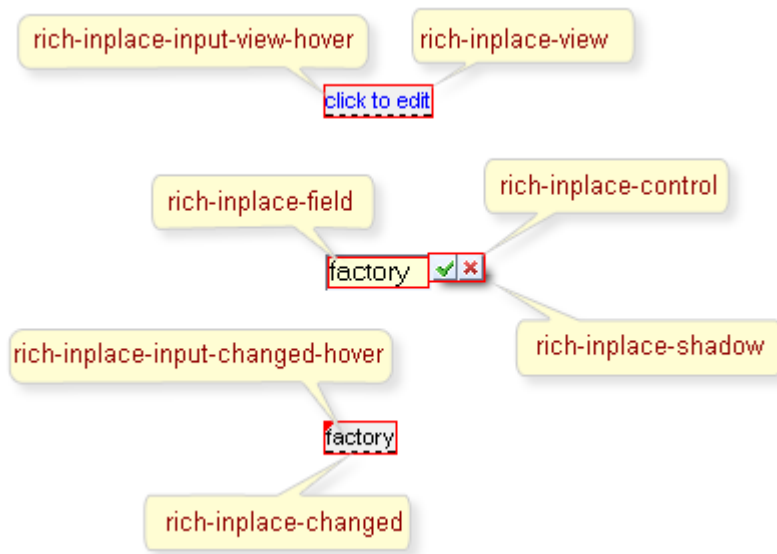 rich-inplace-input-view-hover
rich-inplace-view
click to edit
rich-inplace-field
rich-inplace-control
factory
rich-inplace-shadow
rich-inplace-input-changed-hover
factory
rich-inplace-changed